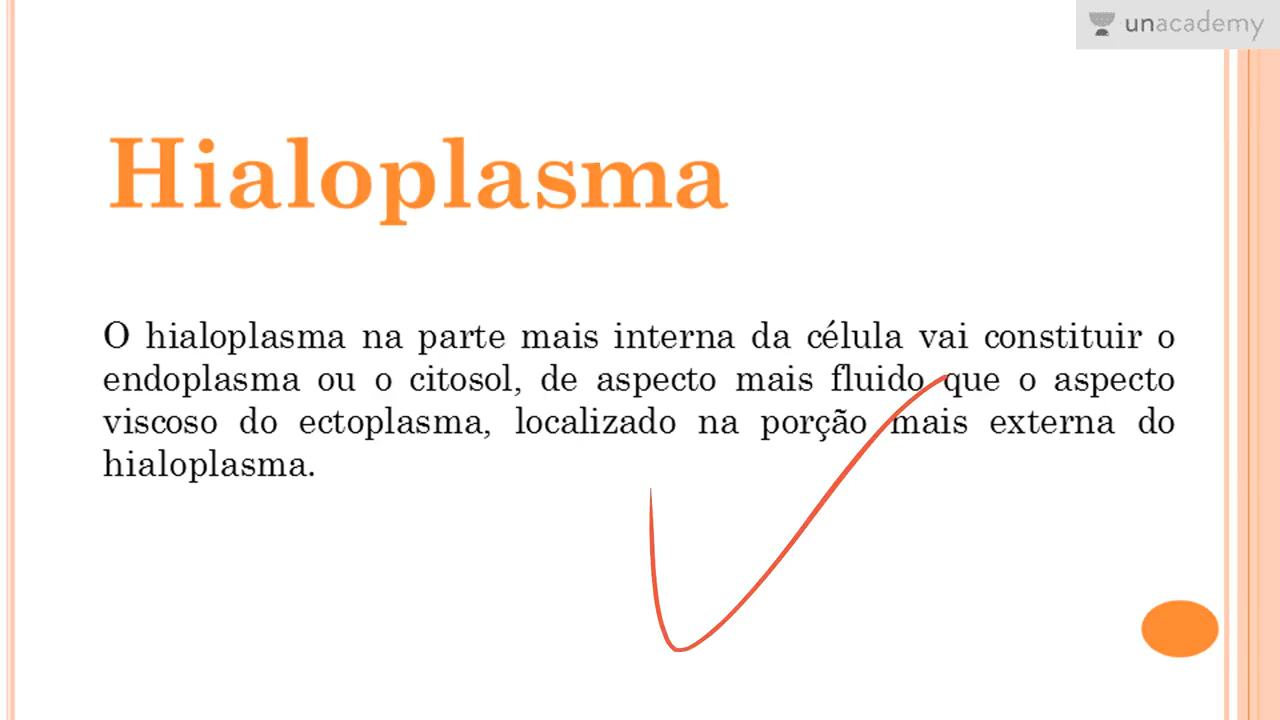 unacademy
Hialoplasma
O hialoplasma na parte mais interna da célula vai constituir o
endoplasma ou o citosol, de aspecto mais fluido que o aspecto
viscoso do ectoplasma, localizado na porção mais externa do
hialoplasma.